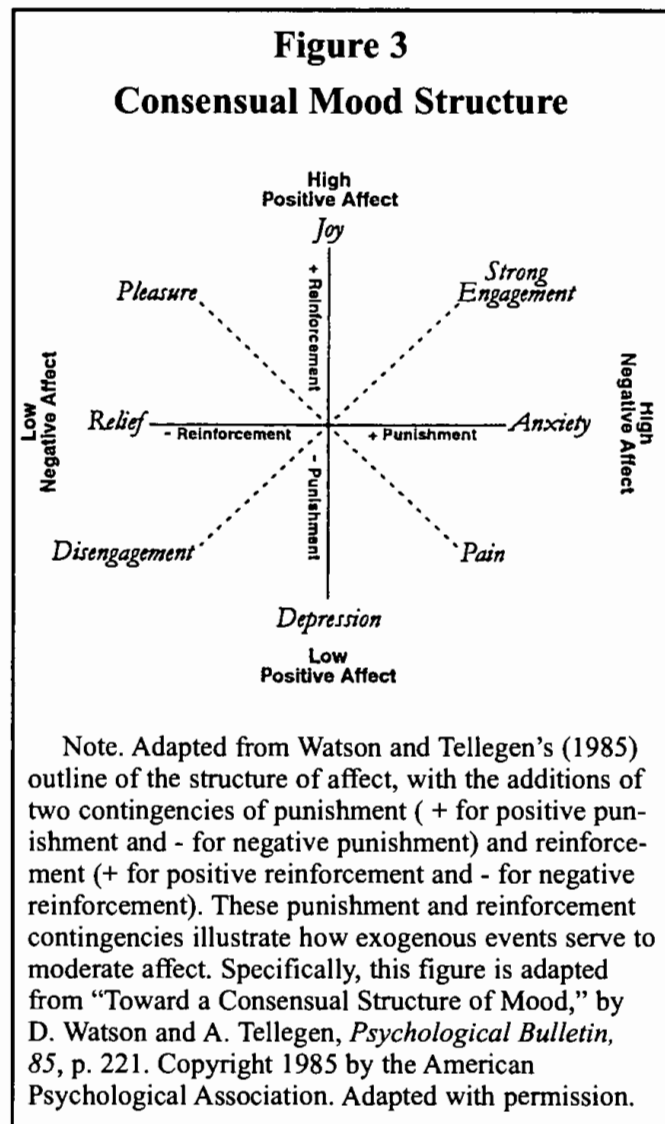 Figure 3
Consensual Mood Structure
High
Positive Affect
Joy
Strong
Engagement
Pleasure
+ Reinforcement
Low
Negative Affect
Relief
- Reinforcement
+ Punishment
Anxiety
High
Negative Affect
- Punishment
Disengagement
Pain
Depression
Low
Positive Affect
Note. Adapted from Watson and Tellegen's (1985)
outline of the structure of affect, with the additions of
two contingencies of punishment ( + for positive pun-
ishment and - for negative punishment) and reinforce-
ment (+ for positive reinforcement and - for negative
reinforcement). These punishment and reinforcement
contingencies illustrate how exogenous events serve to
moderate affect. Specifically, this figure is adapted
from “Toward a Consensual Structure of Mood,” by
D. Watson and A. Tellegen, Psychological Bulletin,
85, p. 221. Copyright 1985 by the American
Psychological Association. Adapted with permission.